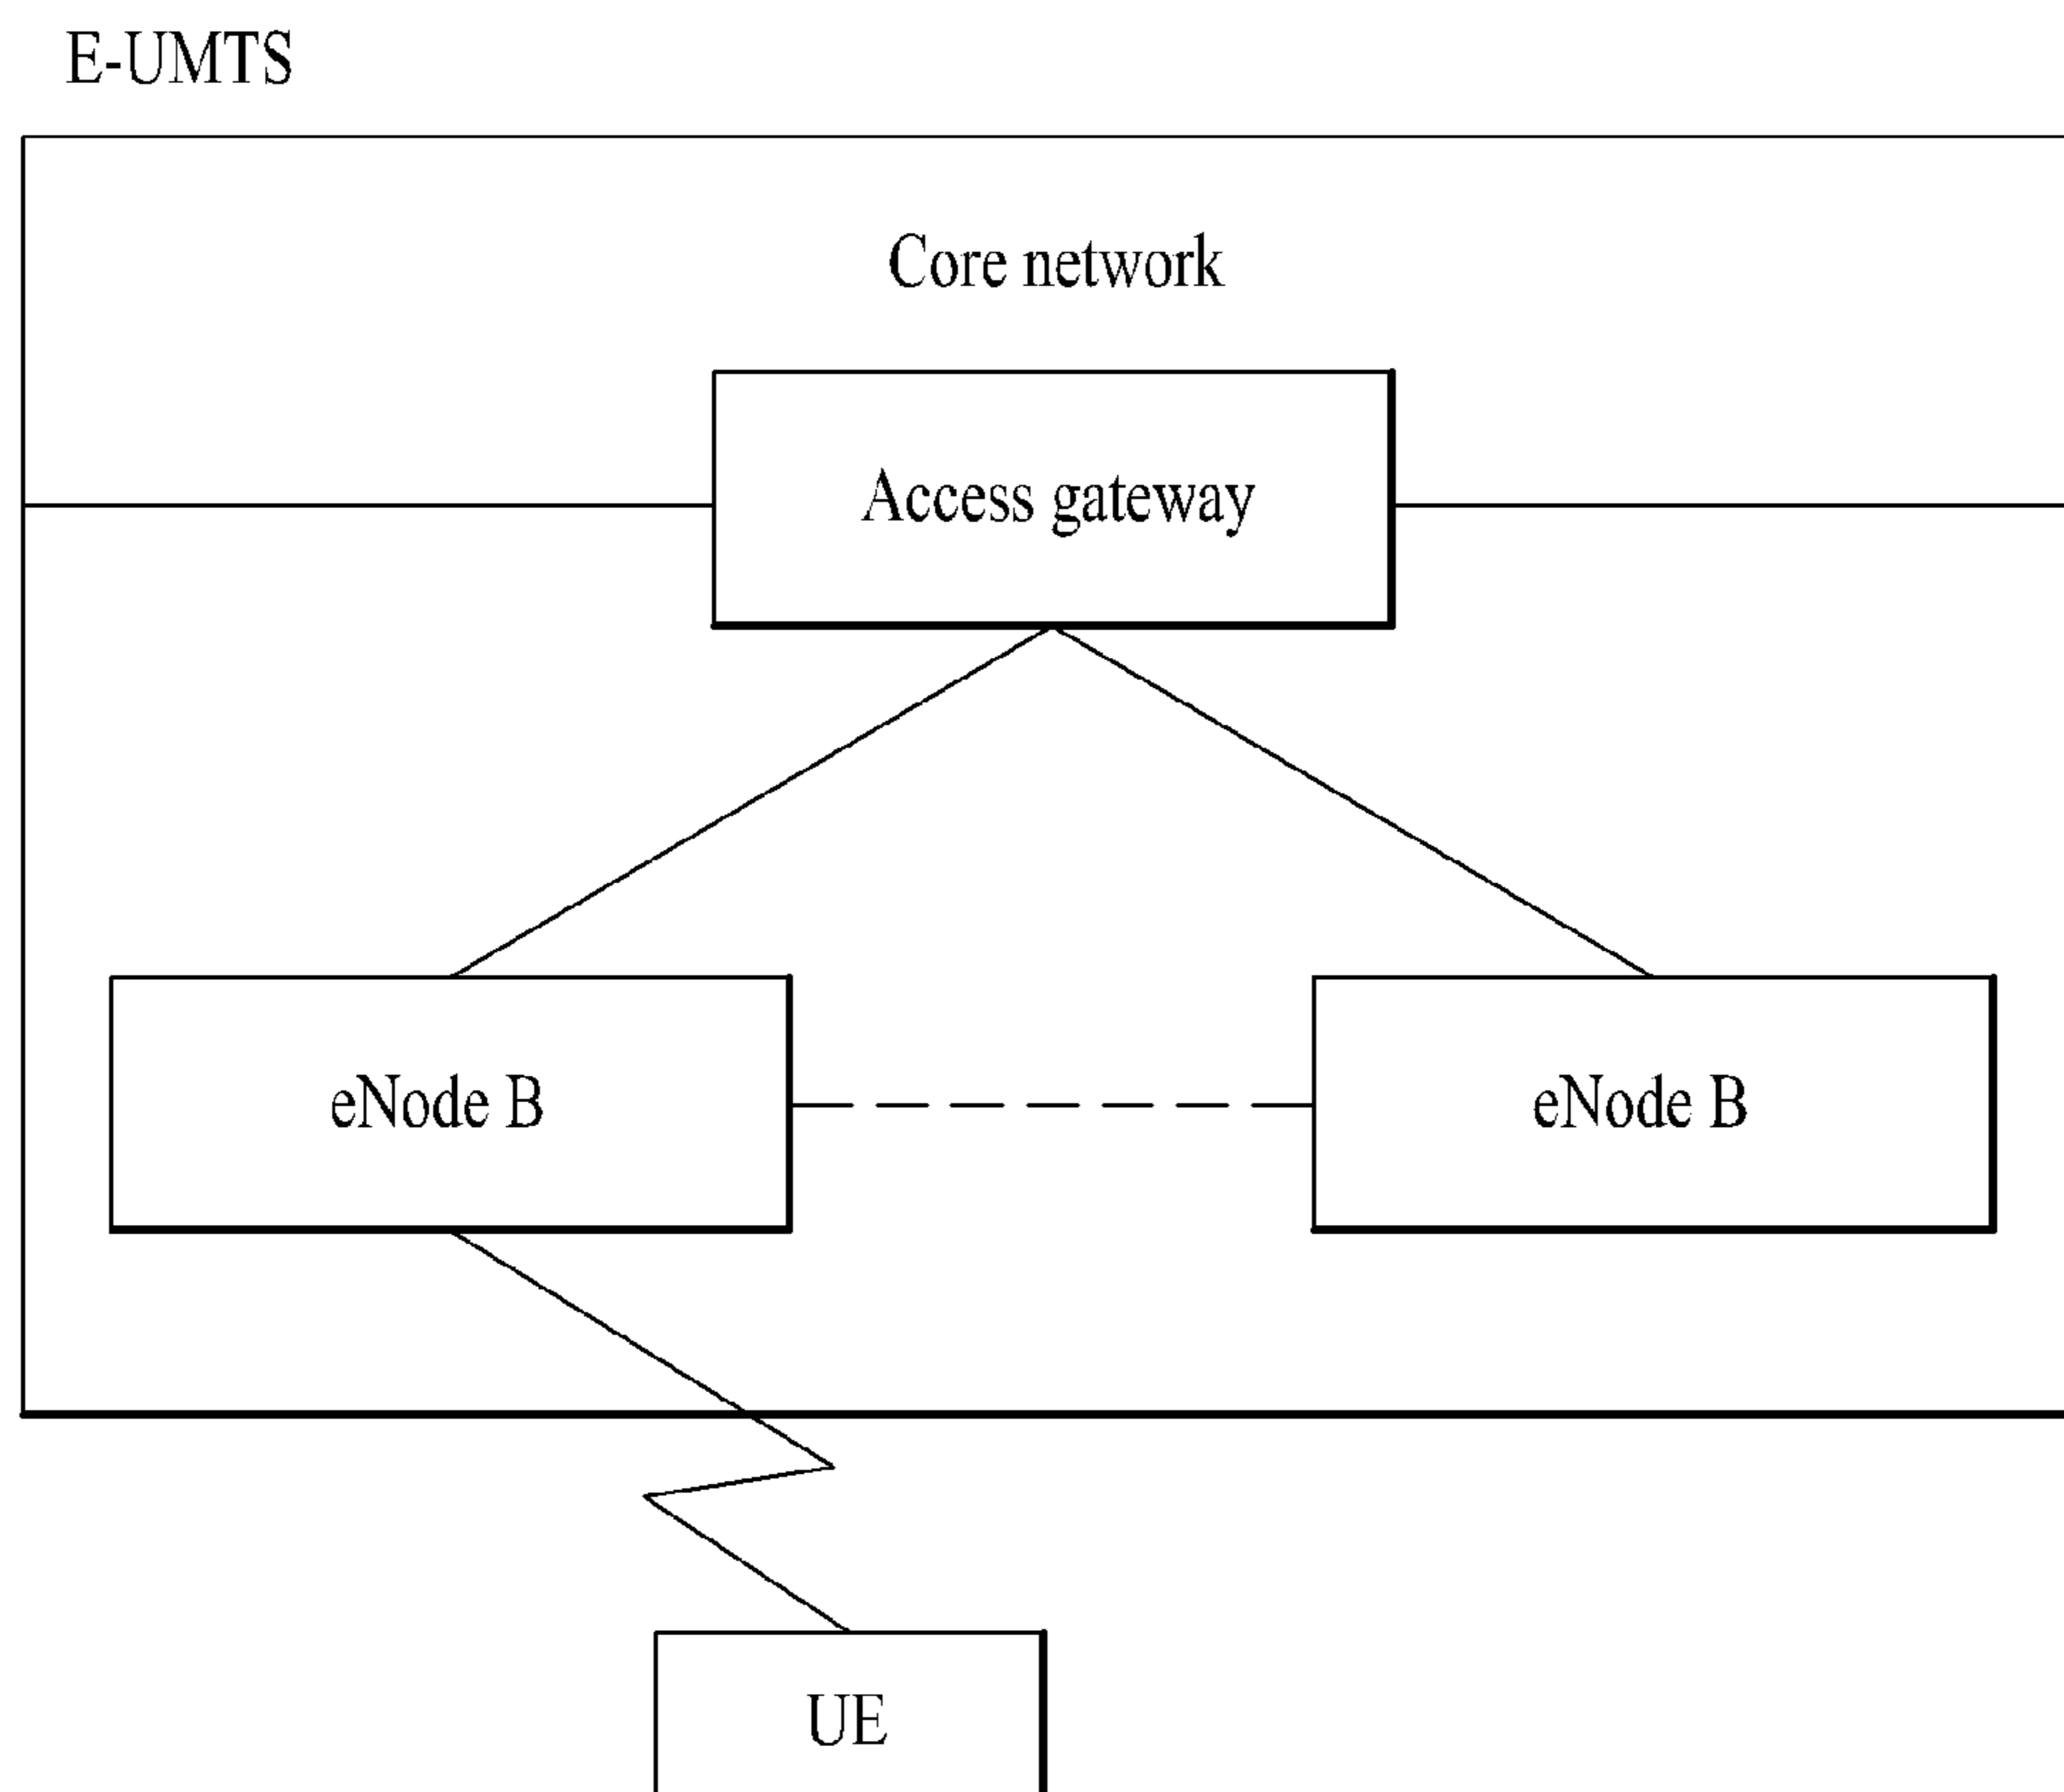 E-UMTS
Core network
Access gateway
eNode B
eNode B
UE